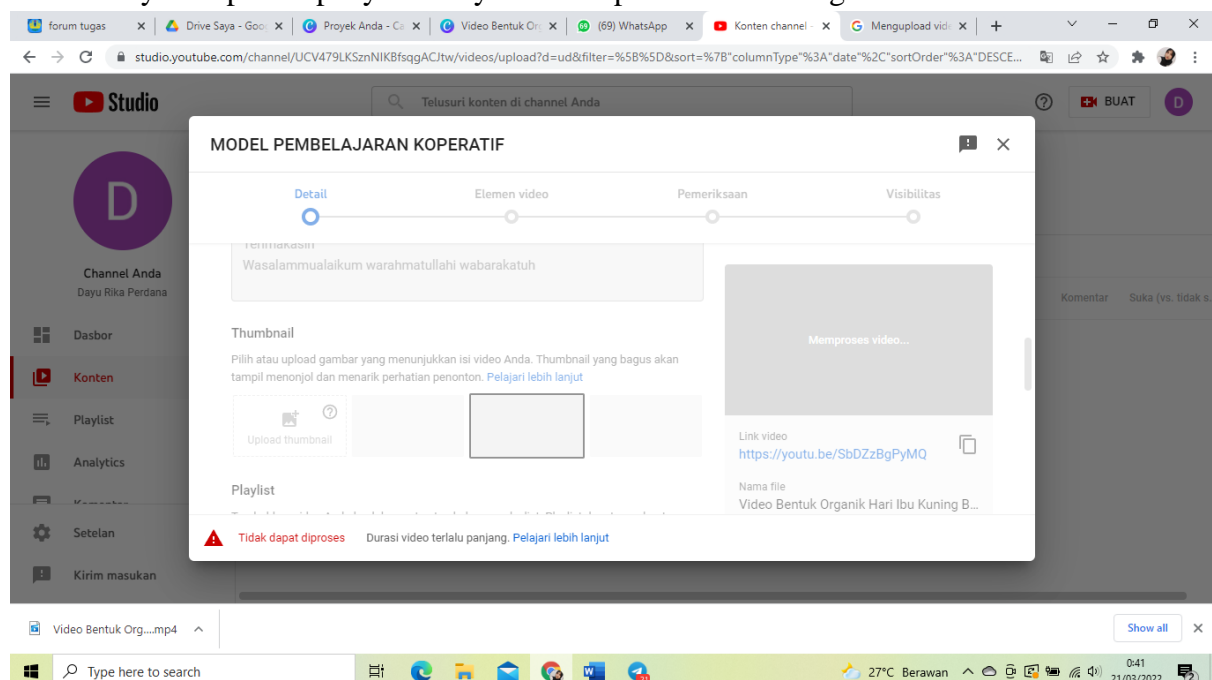 forum tugas
Drive Saya - Goo
Proyek Anda - Ca
Video Bentuk Org
(69) WhatsApp
Konten channel -
Mengupload vide
studio.youtube.com/channel/UCV479LKSznNIKBfsqgACJtw/videos/upload?d=ud&filter=%5B%5D&sort=%7B"columnType"%3A"date"%2C"sortOrder"%3A"DESCE...
Studio
Telusuri konten di channel Anda
BUAT
D
MODEL PEMBELAJARAN KOPERATIF
Detail
Elemen video
Pemeriksaan
Visibilitas
D
Channel Anda
Dayu Rika Perdana
Dasbor
Konten
Playlist
Analytics
Komentar
Setelan
Kirim masukan
Terimakasih
Wasalammualaikum warahmatullahi wabarakatuh
Thumbnail
Pilih atau upload gambar yang menunjukkan isi video Anda. Thumbnail yang bagus akan
tampil menonjol dan menarik perhatian penonton. Pelajari lebih lanjut
Upload thumbnail
Playlist
Memproses video...
Link video
https://youtu.be/SbDZzBgPyMQ
Nama file
Video Bentuk Organik Hari Ibu Kuning B...
Komentar
Suka (vs. tidak s.
Tidak dapat diproses Durasi video terlalu panjang. Pelajari lebih lanjut
Video Bentuk Org....mp4
Show all
Type here to search
27°C Berawan
0:41
21/03/2022